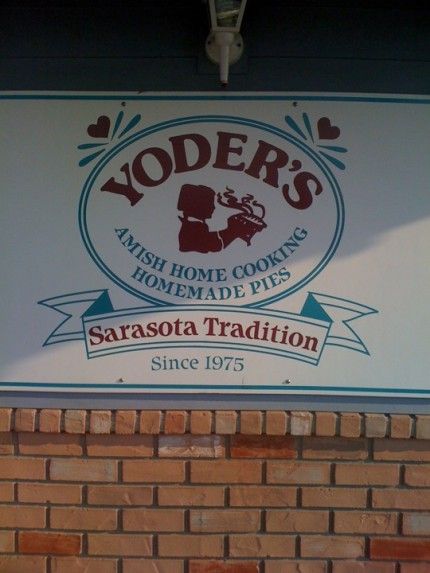 YODER'S
AMISH HOME COOKING
HOMEMADE PIES
Sarasota Tradition
Since 1975